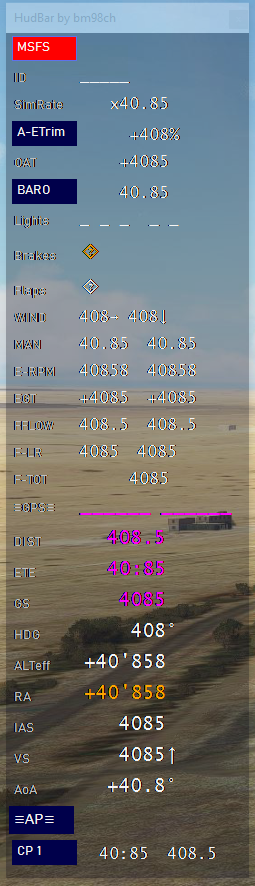 HudBar by bm98ch
MSFS
ID _____
SimRate x40.85
A-ETrim +408%
OAT +4085
BARO 40.85
Lights _ _ _ _ _
Brakes
Flaps
WIND 408→ 408↓
MAN 40.85 40.85
E-RPM 40858 40858
EGT +4085 +4085
FFLOW 408.5 408.5
F-LR 4085 4085
F-TOT 4085
≡GPS≡ _______ _______
DIST 408.5
ETE 40:85
GS 4085
HDG 408°
ALTeff +40'858
RA +40'858
IAS 4085
VS 4085↑
AoA +40.8°
≡AP≡
CP 1 40:85 408.5